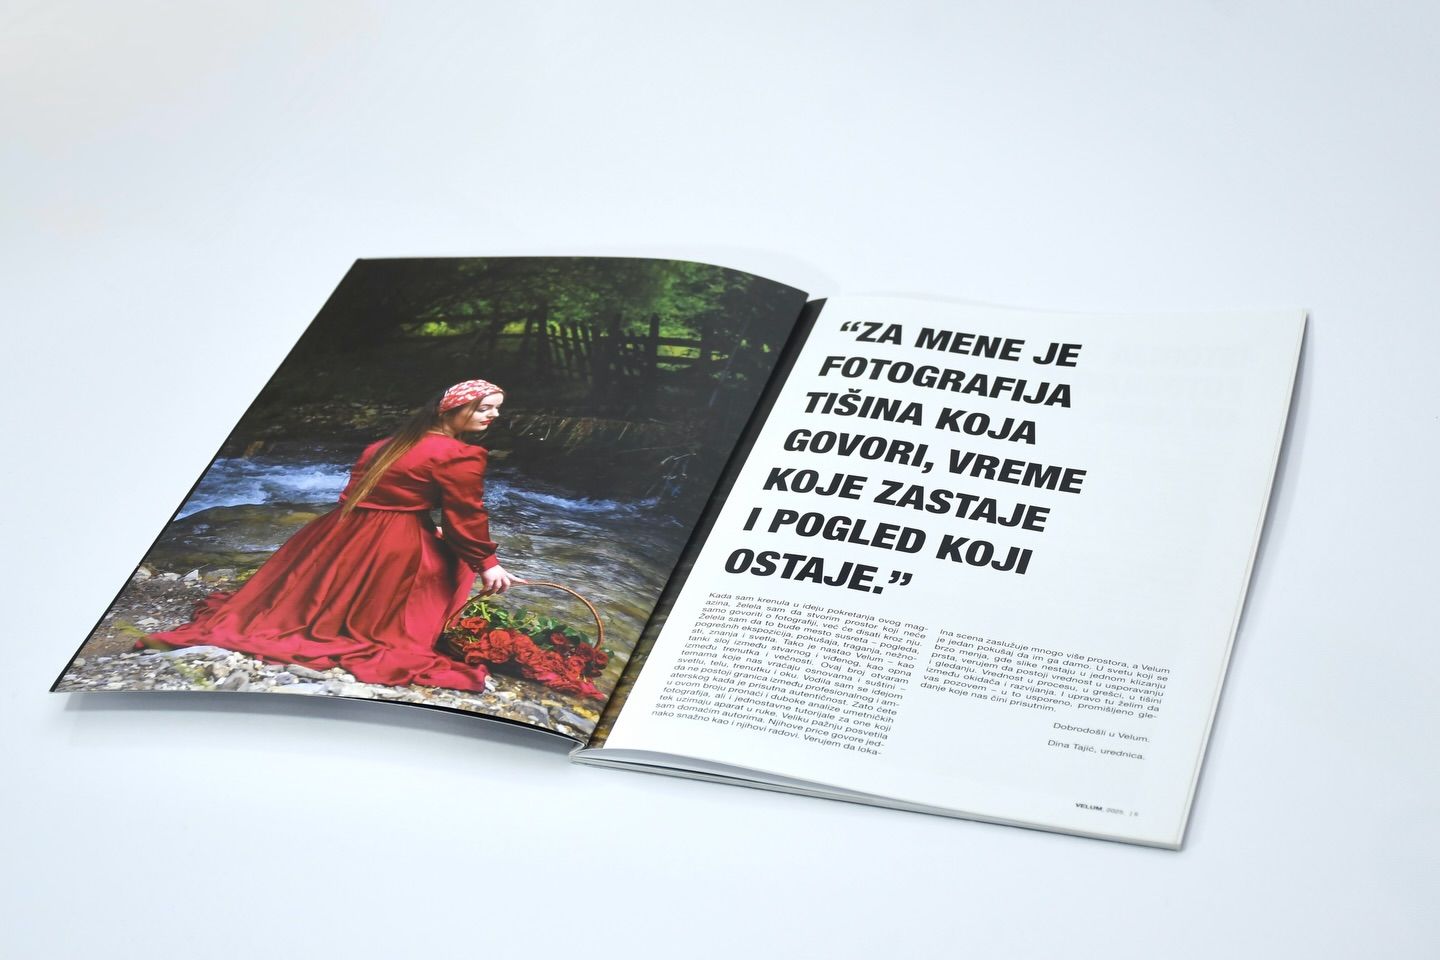 “ZA MENE JE
FOTOGRAFIJA
TIŠINA KOJA
GOVORI, VREME
KOJE ZASTAJE
I POGLED KOJI
OSTAJE.”
Kada sam krenula u ideju pokretanja ovog mag-
azina, želela sam da stvorim prostor koji neće
samo govoriti o fotografiji, već će disati kroz nju.
Želela sam da to bude mesto susreta – pogleda,
pogrešnih ekspozicija, pokušaja, traganja, nežno-
sti, znanja i svetla. Tako je nastao Velum – kao
tanki sloj između stvarnog i viđenog, kao opna
između trenutka i večnosti. Ovaj broj otvaram
temama koje nas vraćaju osnovama i suštini –
svetlu, telu, trenutku i oku. Vodila sam se idejom
da ne postoji granica između profesionalnog i am-
aterskog kada je prisutna autentičnost. Zato ćete
u ovom broju pronaći i duboke analize umetničkih
fotografija, ali i jednostavne tutorijale za one koji
tek uzimaju aparat u ruke. Veliku pažnju posvetila
sam domaćim autorima. Njihove price govore jed-
nako snažno kao i njihovi radovi. Verujem da loka-
lna scena zaslužuje mnogo više prostora, a Velum
je jedan pokušaj da im ga damo. U svetu koji se
brzo menja, gde slike nestaju u jednom klizanju
prsta, verujem da postoji vrednost u usporavanju
i gledanju. Vrednost u procesu, u grešci, u tišini
između okidača i razvijanja. I upravo tu želim da
vas pozovem – u to usporeno, promišljeno gle-
danje koje nas čini prisutnim.
Dobrodošli u Velum.
Dina Tajić, urednica.
VELUM, 2025. | 5